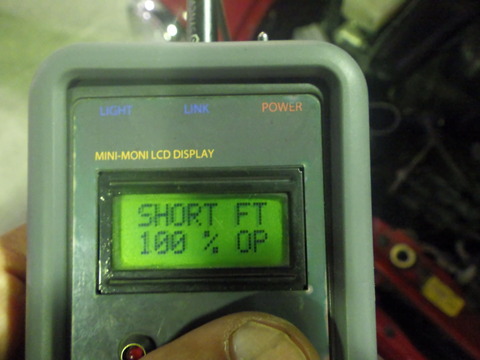 LIGHT LINK POWER
MINI-MONI LCD DISPLAY
SHORT FT
100 % OP